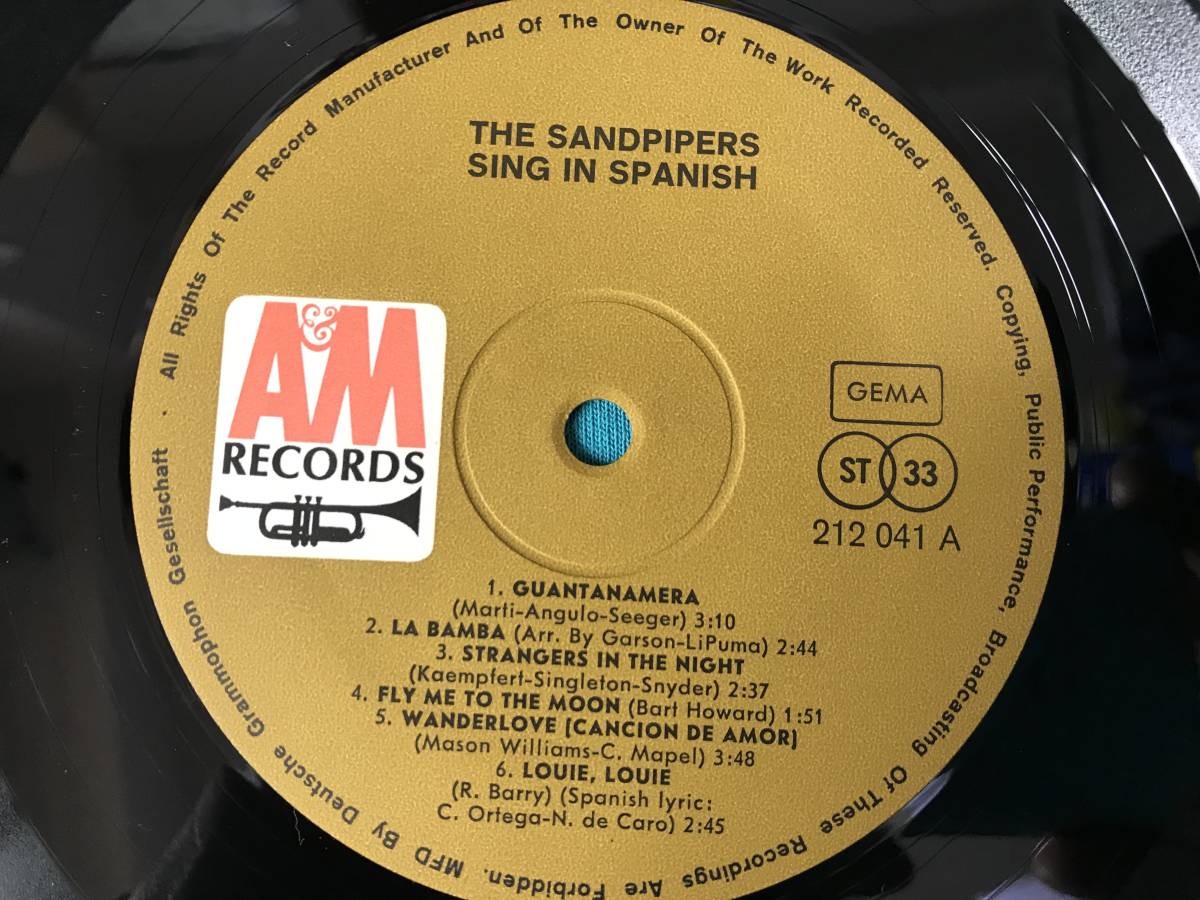 All Rights Of The Record Manufacturer And Of The Owner Of The Work Recorded Reserved. Copying, Public Performance, Broadcasting Of These Recordings Are Forbidden. MFD By Deutsche Grammophon Gesellschaft ·
THE SANDPIPERS
SING IN SPANISH
A&M
RECORDS
GEMA
ST 33
212 041 A
1. GUANTANAMERA
(Marti-Angulo-Seeger) 3:10
2. LA BAMBA (Arr. By Garson-LiPuma) 2:44
3. STRANGERS IN THE NIGHT
(Kaempfert-Singleton-Snyder) 2:37
4. FLY ME TO THE MOON (Bart Howard) 1:51
5. WANDERLOVE (CANCION DE AMOR)
(Mason Williams-C. Mapel) 3:48
6. LOUIE, LOUIE
(R. Barry) (Spanish lyric:
C. Ortega-N. de Caro) 2:45